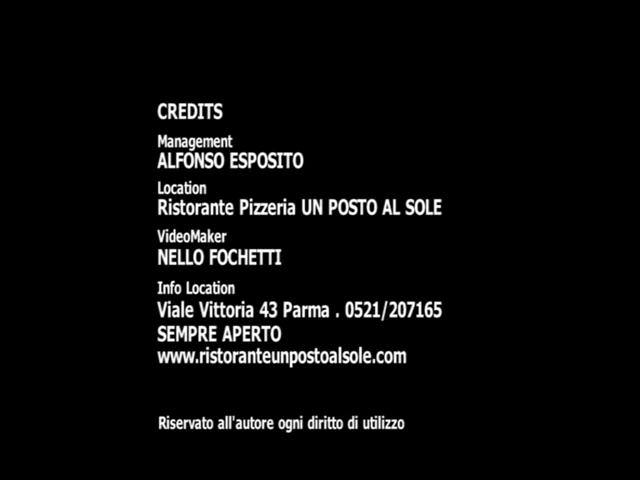 CREDITS
Management
ALFONSO ESPOSITO
Location
Ristorante Pizzeria UN POSTO AL SOLE
VideoMaker
NELLO FOCHETTI
Info Location
Viale Vittoria 43 Parma . 0521/207165
SEMPRE APERTO
www.ristoranteunpostoalsole.com
Riservato all'autore ogni diritto di utilizzo